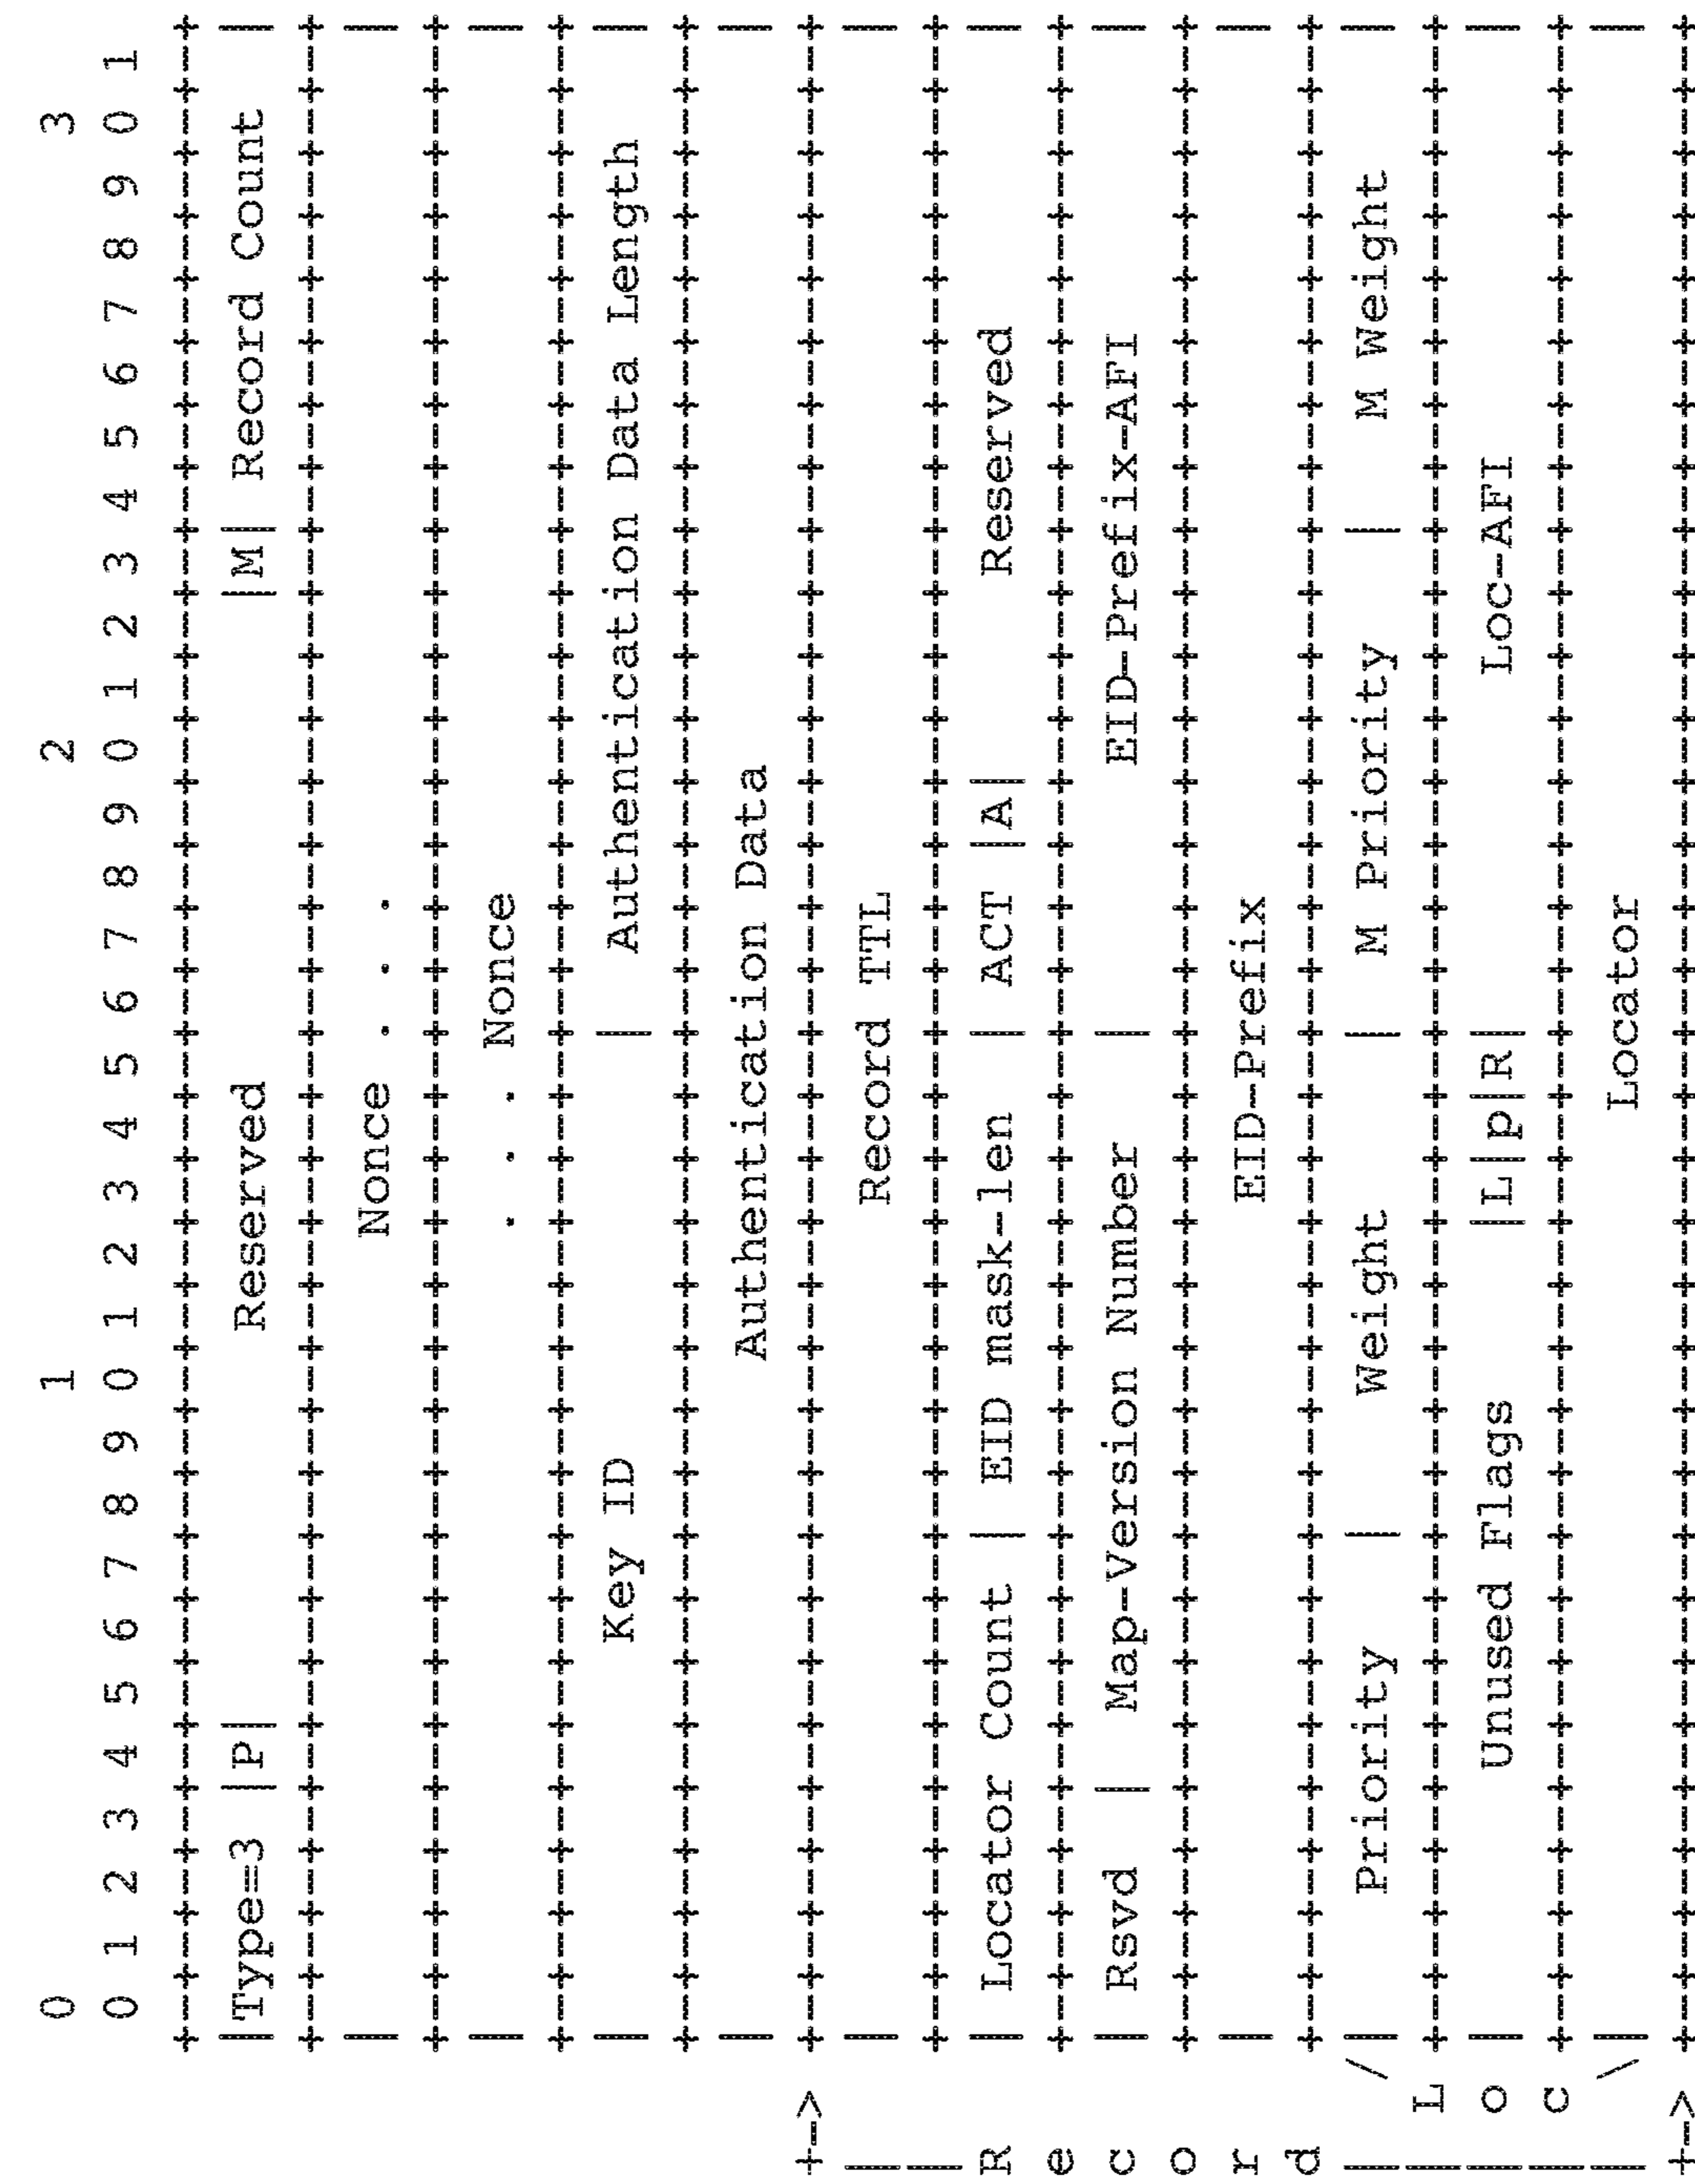 0                   1                   2                   3
        0 1 2 3 4 5 6 7 8 9 0 1 2 3 4 5 6 7 8 9 0 1 2 3 4 5 6 7 8 9 0 1
       +-+-+-+-+-+-+-+-+-+-+-+-+-+-+-+-+-+-+-+-+-+-+-+-+-+-+-+-+-+-+-+-+
       |Type=3 |P|            Reserved               |M| Record Count  |
       +-+-+-+-+-+-+-+-+-+-+-+-+-+-+-+-+-+-+-+-+-+-+-+-+-+-+-+-+-+-+-+-+
       |                         Nonce . . .                           |
       +-+-+-+-+-+-+-+-+-+-+-+-+-+-+-+-+-+-+-+-+-+-+-+-+-+-+-+-+-+-+-+-+
       |                         . . . Nonce                           |
       +-+-+-+-+-+-+-+-+-+-+-+-+-+-+-+-+-+-+-+-+-+-+-+-+-+-+-+-+-+-+-+-+
       |            Key ID             |  Authentication Data Length   |
       +-+-+-+-+-+-+-+-+-+-+-+-+-+-+-+-+-+-+-+-+-+-+-+-+-+-+-+-+-+-+-+-+
       |                     Authentication Data                       |
   +-> +-+-+-+-+-+-+-+-+-+-+-+-+-+-+-+-+-+-+-+-+-+-+-+-+-+-+-+-+-+-+-+-+
   |   |                          Record TTL                           |
   |   +-+-+-+-+-+-+-+-+-+-+-+-+-+-+-+-+-+-+-+-+-+-+-+-+-+-+-+-+-+-+-+-+
   R   | Locator Count | EID mask-len  | ACT |A|      Reserved         |
   e   +-+-+-+-+-+-+-+-+-+-+-+-+-+-+-+-+-+-+-+-+-+-+-+-+-+-+-+-+-+-+-+-+
   c   | Rsvd  |  Map-Version Number   |        EID-Prefix-AFI         |
   o   +-+-+-+-+-+-+-+-+-+-+-+-+-+-+-+-+-+-+-+-+-+-+-+-+-+-+-+-+-+-+-+-+
   r   |                          EID-Prefix                           |
   d   +-+-+-+-+-+-+-+-+-+-+-+-+-+-+-+-+-+-+-+-+-+-+-+-+-+-+-+-+-+-+-+-+
   |  /|    Priority   |    Weight     |  M Priority   |   M Weight    |
   | L +-+-+-+-+-+-+-+-+-+-+-+-+-+-+-+-+-+-+-+-+-+-+-+-+-+-+-+-+-+-+-+-+
   | o |        Unused Flags     |L|p|R|           Loc-AFI             |
   | c +-+-+-+-+-+-+-+-+-+-+-+-+-+-+-+-+-+-+-+-+-+-+-+-+-+-+-+-+-+-+-+-+
   |  \|                             Locator                           |
   +-> +-+-+-+-+-+-+-+-+-+-+-+-+-+-+-+-+-+-+-+-+-+-+-+-+-+-+-+-+-+-+-+-+